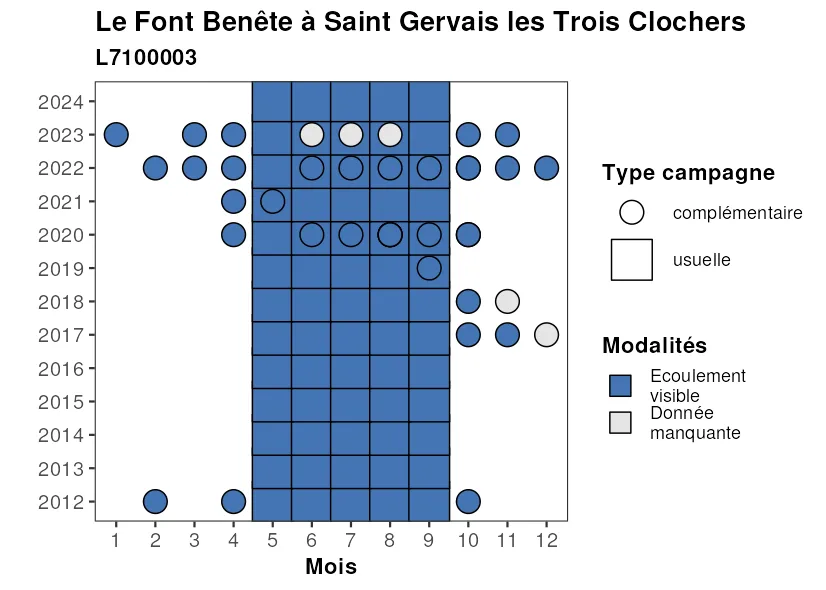 Le Font Benête à Saint Gervais les Trois Clochers
L7100003
2024
2023
2022
2021
2020
2019
2018
2017
2016
2015
2014
2013
2012
1 2 3 4 5 6 7 8 9 10 11 12
Mois
Type campagne
complémentaire
usuelle
Modalités
Ecoulement
visible
Donnée
manquante